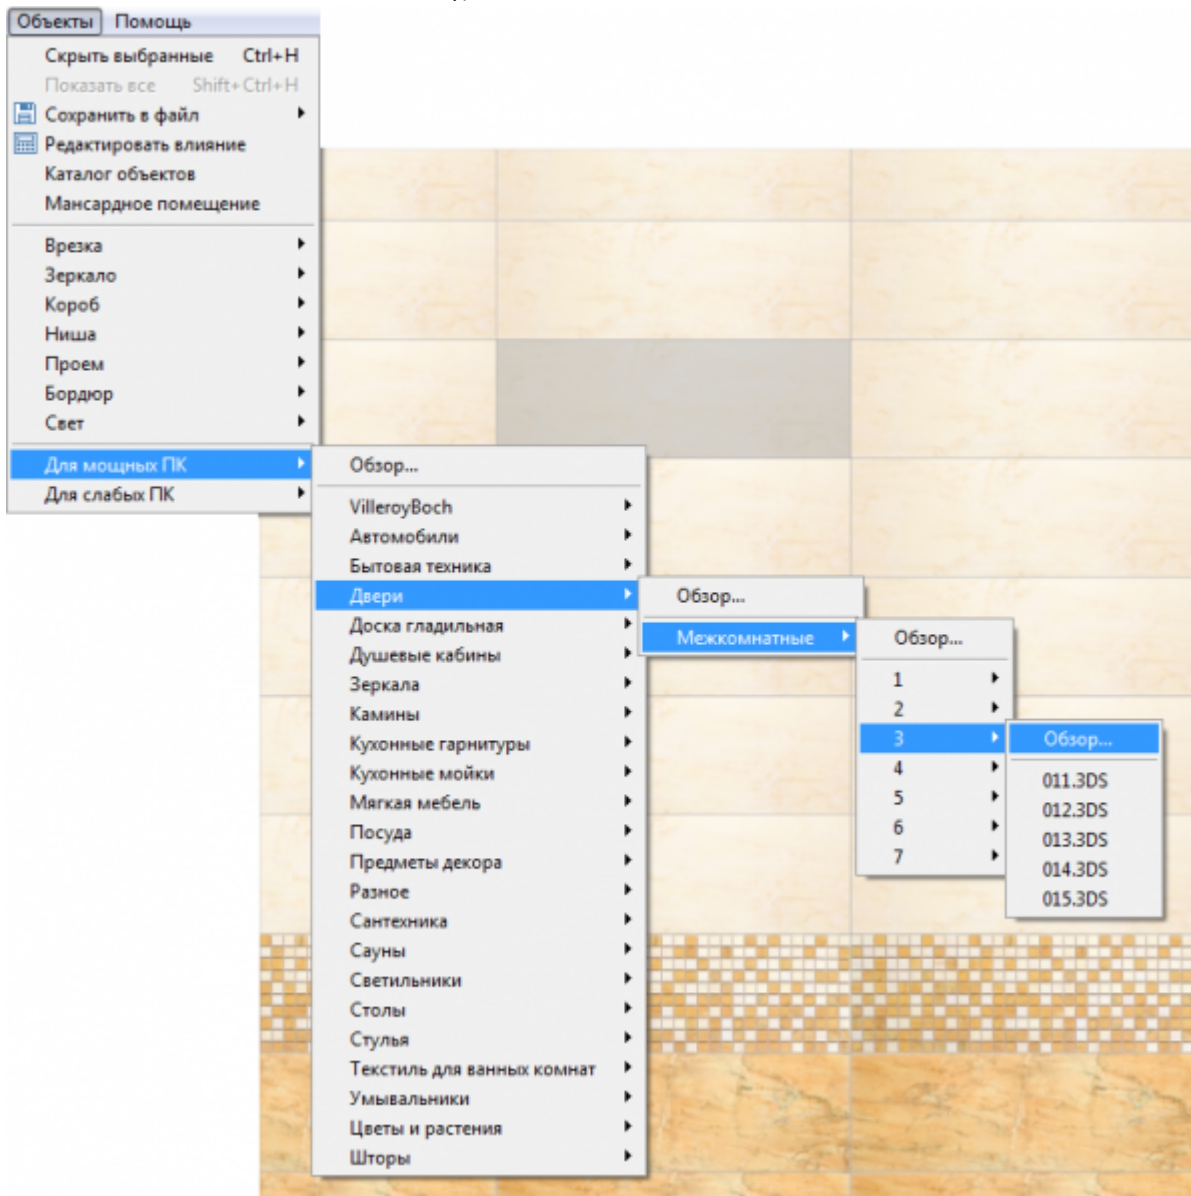 Объекты Помощь
Скрыть выбранные Ctrl+H
Показать все Shift+Ctrl+H
Сохранить в файл
Редактировать влияние
Каталог объектов
Мансардное помещение
Врезка
Зеркало
Короб
Ниша
Проем
Бордюр
Свет
Для мощных ПК
Для слабых ПК
Обзор...
VilleroyBoch
Автомобили
Бытовая техника
Двери
Доска гладильная
Душевые кабины
Зеркала
Камины
Кухонные гарнитуры
Кухонные мойки
Мягкая мебель
Посуда
Предметы декора
Разное
Сантехника
Сауны
Светильники
Столы
Стулья
Текстиль для ванных комнат
Умывальники
Цветы и растения
Шторы
Обзор...
Межкомнатные
Обзор...
1
2
3
4
5
6
7
Обзор...
011.3DS
012.3DS
013.3DS
014.3DS
015.3DS